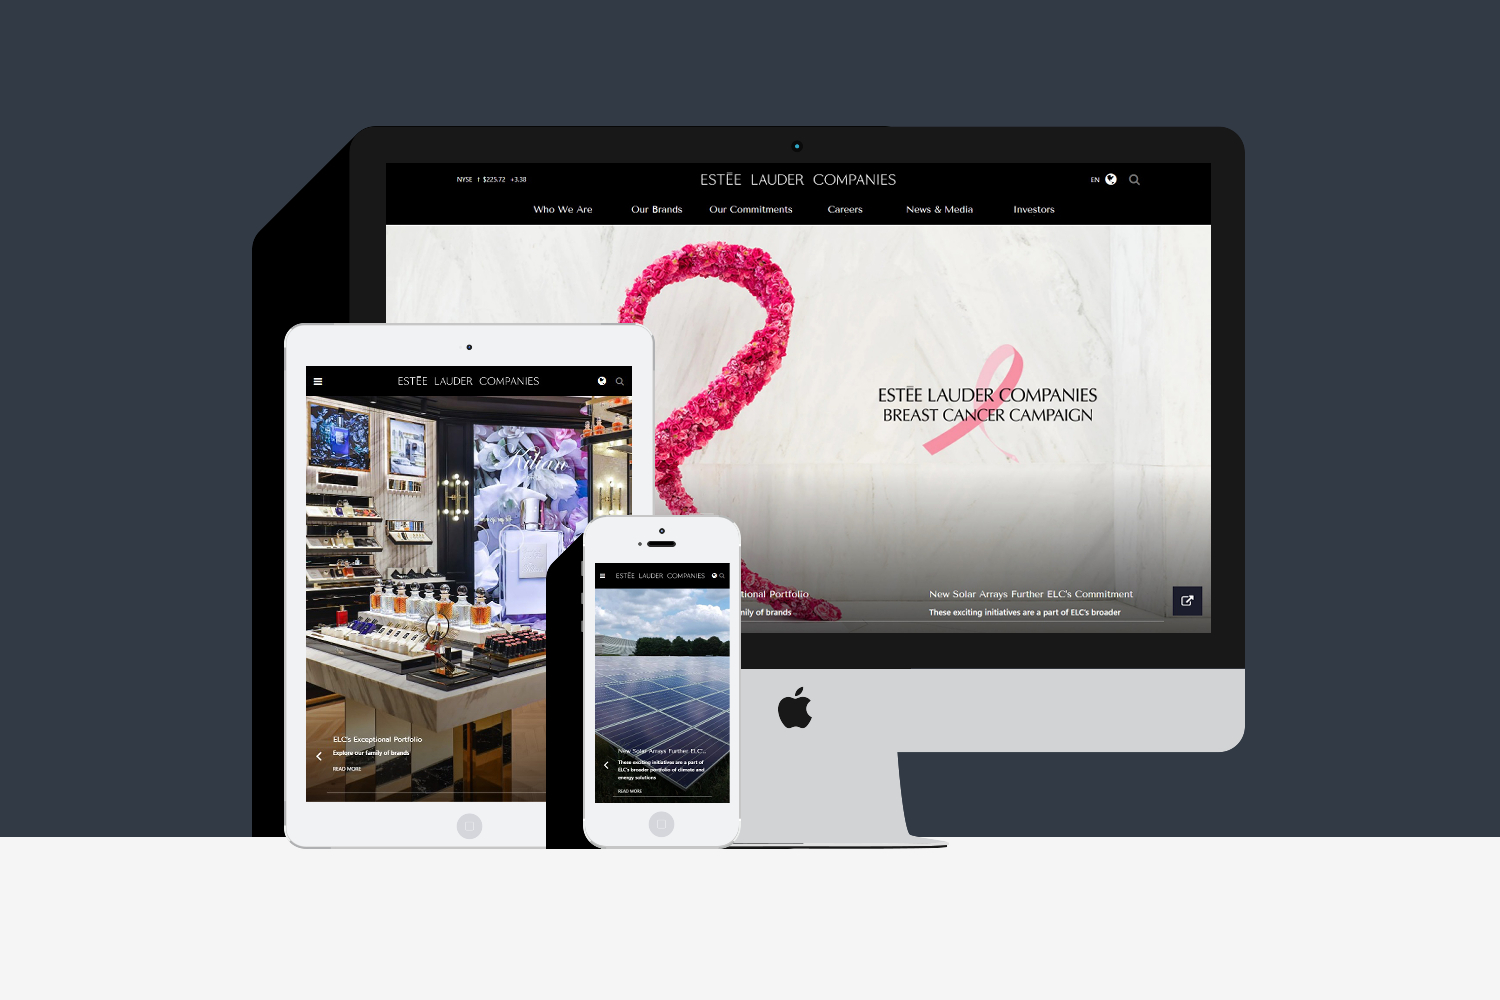 NYSE ↑ $225.72 +3.38
ESTĒE LAUDER COMPANIES
EN
Who We Are Our Brands Our Commitments Careers News & Media Investors
ESTĒE LAUDER COMPANIES
BREAST CANCER CAMPAIGN
tional Portfolio
mily of brands
New Solar Arrays Further ELC's Commitment
These exciting initiatives are a part of ELC's broader
ESTĒE LAUDER COMPANIES
Kilian
ELC's Exceptional Portfolio
Explore our family of brands
READ MORE
ESTĒE LAUDER COMPANIES
New Solar Arrays Further ELC'...
These exciting initiatives are a part of
ELC's broader portfolio of climate and
energy solutions
READ MORE